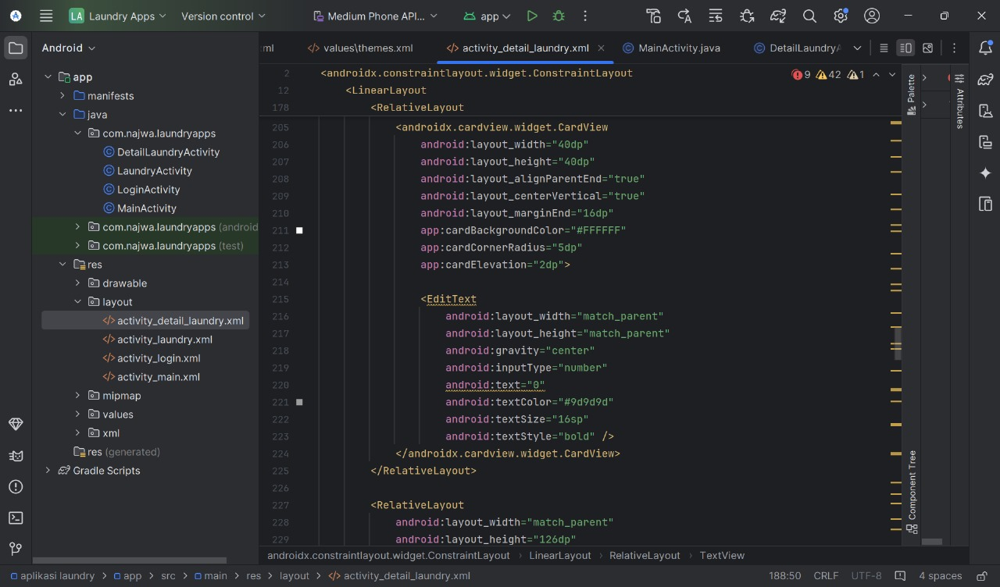 LA Laundry Apps Version control Medium Phone API... app
Android
ml values\themes.xml activity_detail_laundry.xml MainActivity.java DetailLaundryA
app
manifests
java
com.najwa.laundryapps
DetailLaundryActivity
LaundryActivity
LoginActivity
MainActivity
com.najwa.laundryapps (android
com.najwa.laundryapps (test)
res
drawable
layout
activity_detail_laundry.xml
activity_laundry.xml
activity_login.xml
activity_main.xml
mipmap
values
xml
res (generated)
Gradle Scripts
2 <androidx.constraintlayout.widget.ConstraintLayout 9 42 1
12 <LinearLayout
178 <RelativeLayout
205 <androidx.cardview.widget.CardView
206 android:layout_width="40dp"
207 android:layout_height="40dp"
208 android:layout_alignParentEnd="true"
209 android:layout_centerVertical="true"
210 android:layout_marginEnd="16dp"
211 app:cardBackgroundColor="#FFFFFF"
212 app:cardCornerRadius="5dp"
213 app:cardElevation="2dp">
214
215 <EditText
216 android:layout_width="match_parent"
217 android:layout_height="match_parent"
218 android:gravity="center"
219 android:inputType="number"
220 android:text="0"
221 android:textColor="#9d9d9d"
222 android:textSize="16sp"
223 android:textStyle="bold" />
224 </androidx.cardview.widget.CardView>
225 </RelativeLayout>
226
227 <RelativeLayout
228 android:layout_width="match_parent"
229 android:layout_height="126dp"
Palette
Component Tree
Attributes
androidx.constraintlayout.widget.ConstraintLayout LinearLayout RelativeLayout TextView
aplikasi laundry app src main res layout activity_detail_laundry.xml 188:50 CRLF UTF-8 4 spaces